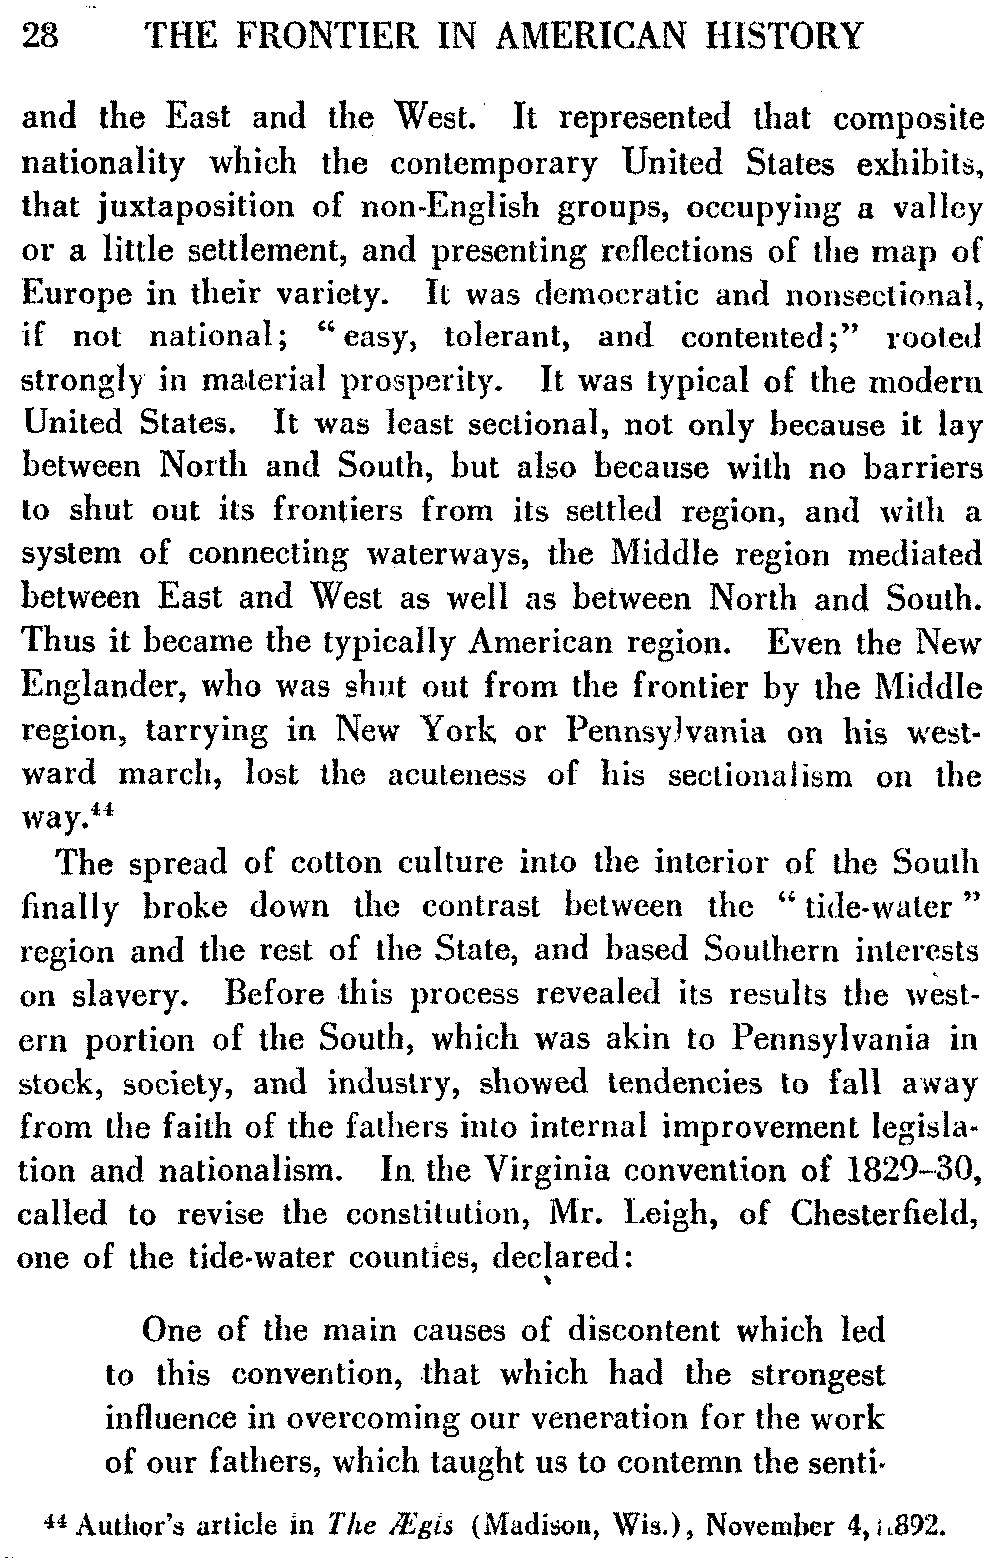 28 THE FRONTIER IN AMERICAN HISTORY
and the East and the West. It represented that composite
nationality which the contemporary United States exhibits,
that juxtaposition of non-English groups, occupying a valley
or a little settlement, and presenting reflections of the map of
Europe in their variety. It was democratic and nonsectional,
if not national; “easy, tolerant, and contented;” rooted
strongly in material prosperity. It was typical of the modern
United States. It was least sectional, not only because it lay
between North and South, but also because with no barriers
to shut out its frontiers from its settled region, and with a
system of connecting waterways, the Middle region mediated
between East and West as well as between North and South.
Thus it became the typically American region. Even the New
Englander, who was shut out from the frontier by the Middle
region, tarrying in New York or Pennsylvania on his west-
ward march, lost the acuteness of his sectionalism on the
way.⁴⁴
The spread of cotton culture into the interior of the South
finally broke down the contrast between the “tide-water”
region and the rest of the State, and based Southern interests
on slavery. Before this process revealed its results the west-
ern portion of the South, which was akin to Pennsylvania in
stock, society, and industry, showed tendencies to fall away
from the faith of the fathers into internal improvement legisla-
tion and nationalism. In the Virginia convention of 1829–30,
called to revise the constitution, Mr. Leigh, of Chesterfield,
one of the tide-water counties, declared:
One of the main causes of discontent which led
to this convention, that which had the strongest
influence in overcoming our veneration for the work
of our fathers, which taught us to contemn the senti-
⁴⁴ Author's article in The Ægis (Madison, Wis.), November 4, 1892.